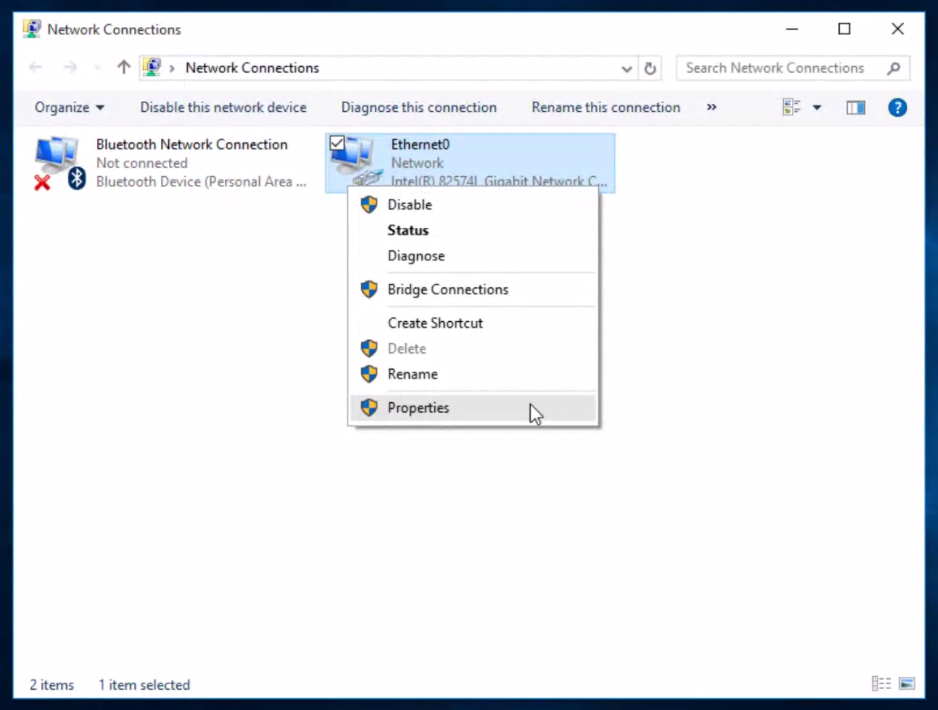 Network Connections
Network Connections
Search Network Connections
Organize
Disable this network device
Diagnose this connection
Rename this connection
»
Bluetooth Network Connection
Not connected
Bluetooth Device (Personal Area ...
Ethernet0
Network
Intel(R) 82574L Gigabit Network C...
Disable
Status
Diagnose
Bridge Connections
Create Shortcut
Delete
Rename
Properties
2 items
1 item selected